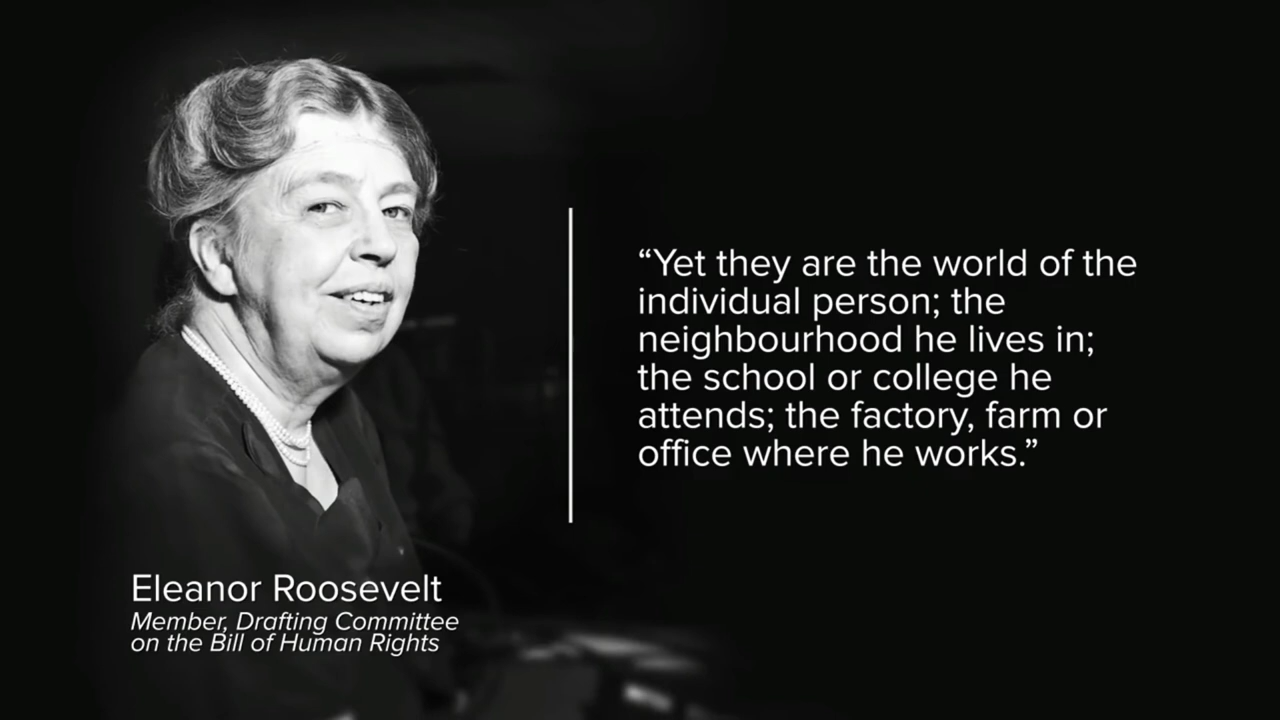 “Yet they are the world of the
individual person; the
neighbourhood he lives in;
the school or college he
attends; the factory, farm or
office where he works.”
Eleanor Roosevelt
Member, Drafting Committee
on the Bill of Human Rights